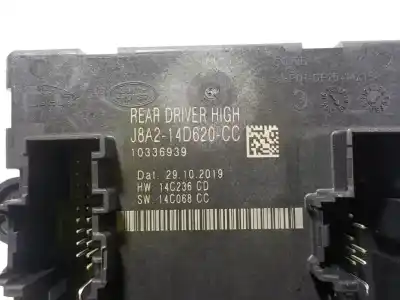 REAR DRIVER HIGH
J8A2-14D620-CC
10336939
Dat. 29.10.2019
HW 14C236 CD
SW 14C068 CC